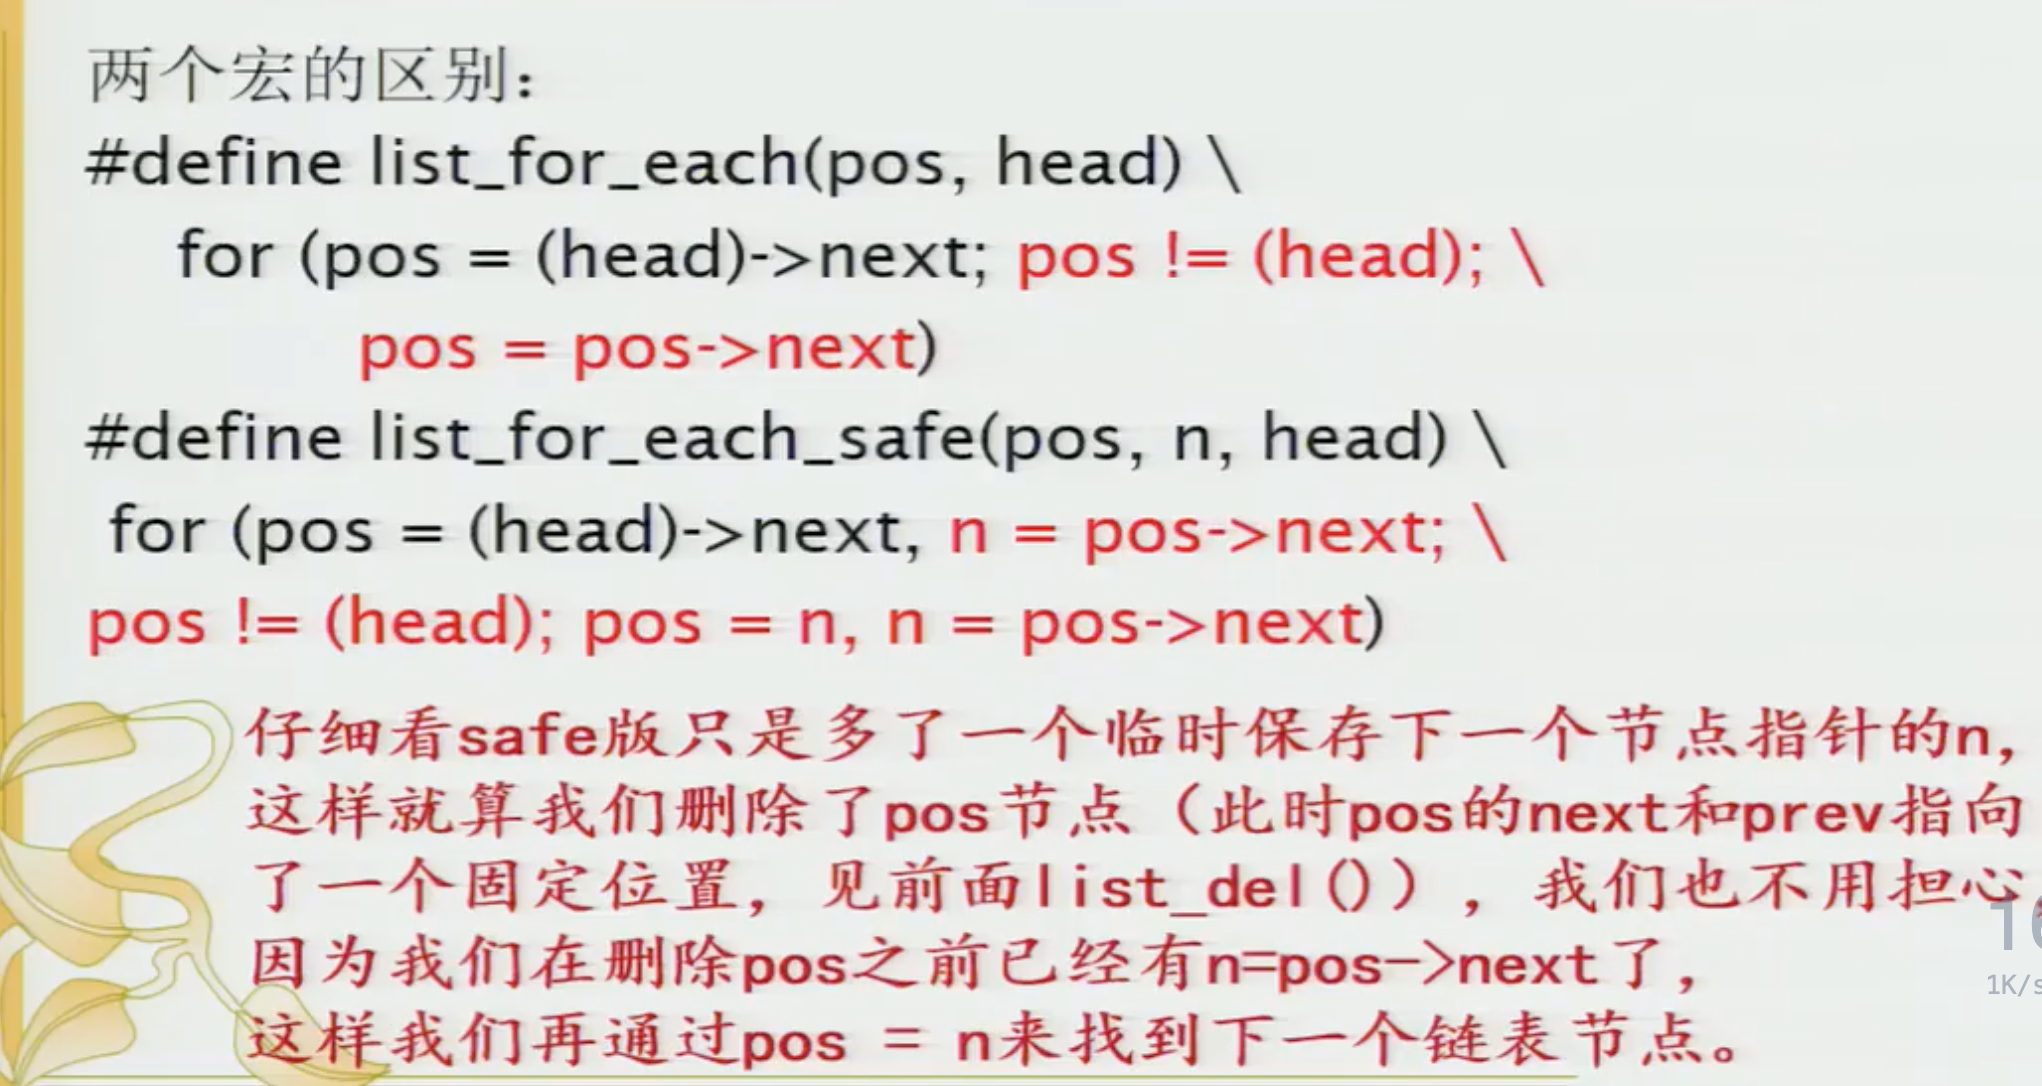 两个宏的区别：
#define list_for_each(pos, head) \
for (pos = (head)->next; pos != (head); \
pos = pos->next)
#define list_for_each_safe(pos, n, head) \
for (pos = (head)->next, n = pos->next; \
pos != (head); pos = n, n = pos->next)
仔细看safe版只是多了一个临时保存下一个节点指针的n，
这样就算我们删除了pos节点（此时pos的next和prev指向
了一个固定位置，见前面list_del()），我们也不用担心，
因为我们在删除pos之前已经有n=pos->next了，
这样我们再通过pos = n来找到下一个链表节点。
1K/s